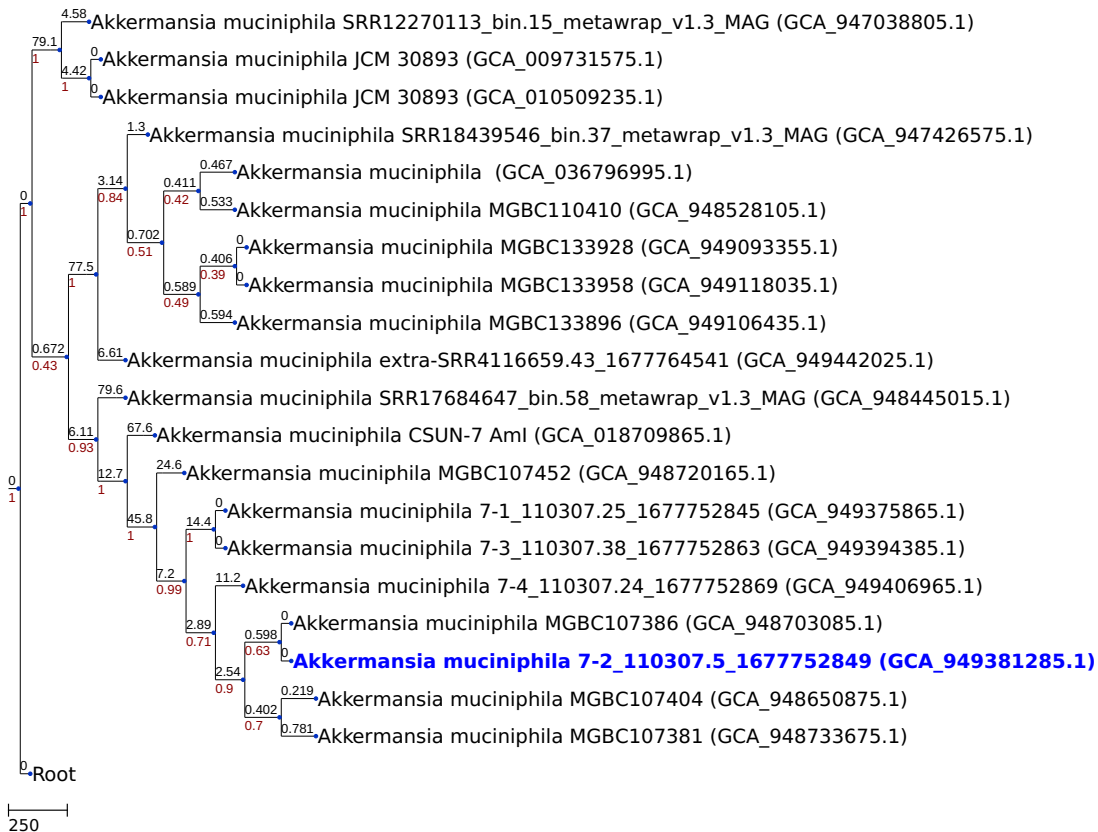 4.58
Akkermansia muciniphila SRR12270113_bin.15_metawrap_v1.3_MAG (GCA_947038805.1)
79.1
1
0
Akkermansia muciniphila JCM 30893 (GCA_009731575.1)
4.42
1
0
Akkermansia muciniphila JCM 30893 (GCA_010509235.1)
1.3
Akkermansia muciniphila SRR18439546_bin.37_metawrap_v1.3_MAG (GCA_947426575.1)
0.467
Akkermansia muciniphila  (GCA_036796995.1)
3.14
0.84
0.411
0.42
0.533
Akkermansia muciniphila MGBC110410 (GCA_948528105.1)
0
1
0.702
0.51
0
Akkermansia muciniphila MGBC133928 (GCA_949093355.1)
0.406
0.39
77.5
1
0
Akkermansia muciniphila MGBC133958 (GCA_949118035.1)
0.589
0.49
0.594
Akkermansia muciniphila MGBC133896 (GCA_949106435.1)
0.672
0.43
6.61
Akkermansia muciniphila extra-SRR4116659.43_1677764541 (GCA_949442025.1)
79.6
Akkermansia muciniphila SRR17684647_bin.58_metawrap_v1.3_MAG (GCA_948445015.1)
6.11
0.93
67.6
Akkermansia muciniphila CSUN-7 AmI (GCA_018709865.1)
12.7
1
24.6
Akkermansia muciniphila MGBC107452 (GCA_948720165.1)
0
1
0
Akkermansia muciniphila 7-1_110307.25_1677752845 (GCA_949375865.1)
45.8
1
14.4
1
0
Akkermansia muciniphila 7-3_110307.38_1677752863 (GCA_949394385.1)
7.2
0.99
11.2
Akkermansia muciniphila 7-4_110307.24_1677752869 (GCA_949406965.1)
0
Akkermansia muciniphila MGBC107386 (GCA_948703085.1)
2.89
0.71
0.598
0.63
0
Akkermansia muciniphila 7-2_110307.5_1677752849 (GCA_949381285.1)
2.54
0.9
0.219
Akkermansia muciniphila MGBC107404 (GCA_948650875.1)
0.402
0.7
0.781
Akkermansia muciniphila MGBC107381 (GCA_948733675.1)
0
Root
250